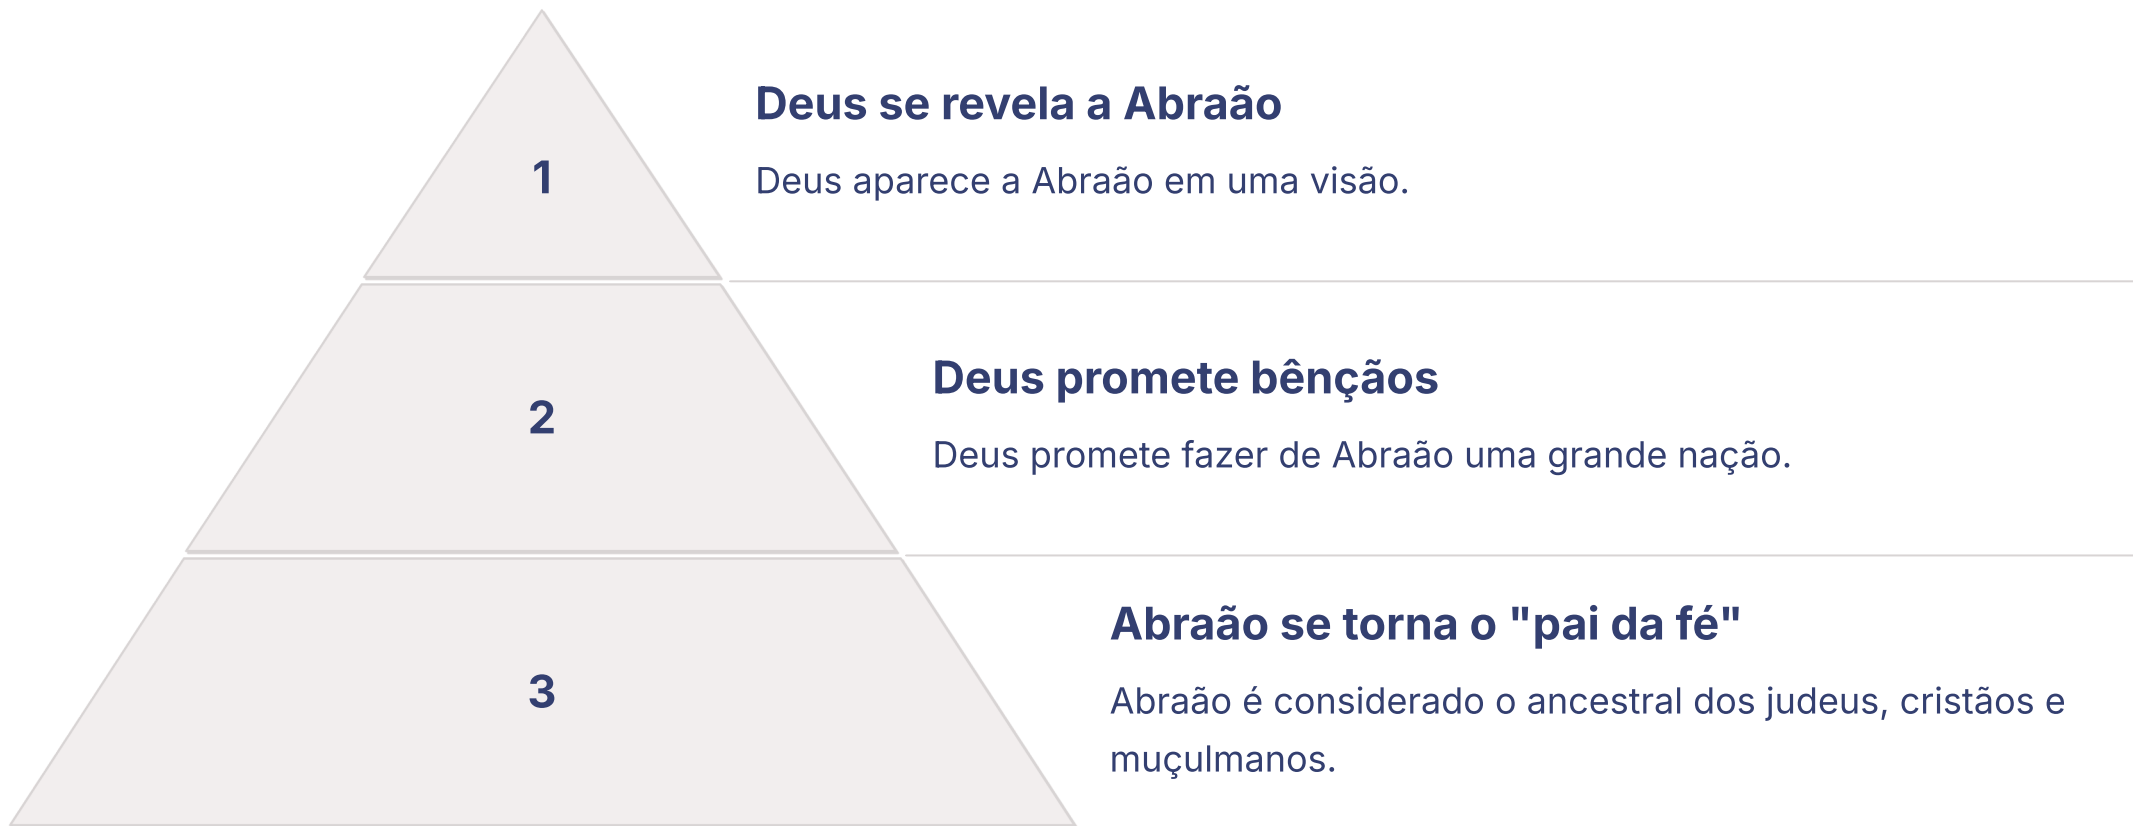 1
Deus se revela a Abraão
Deus aparece a Abraão em uma visão.
2
Deus promete bênçãos
Deus promete fazer de Abraão uma grande nação.
3
Abraão se torna o "pai da fé"
Abraão é considerado o ancestral dos judeus, cristãos e
muçulmanos.